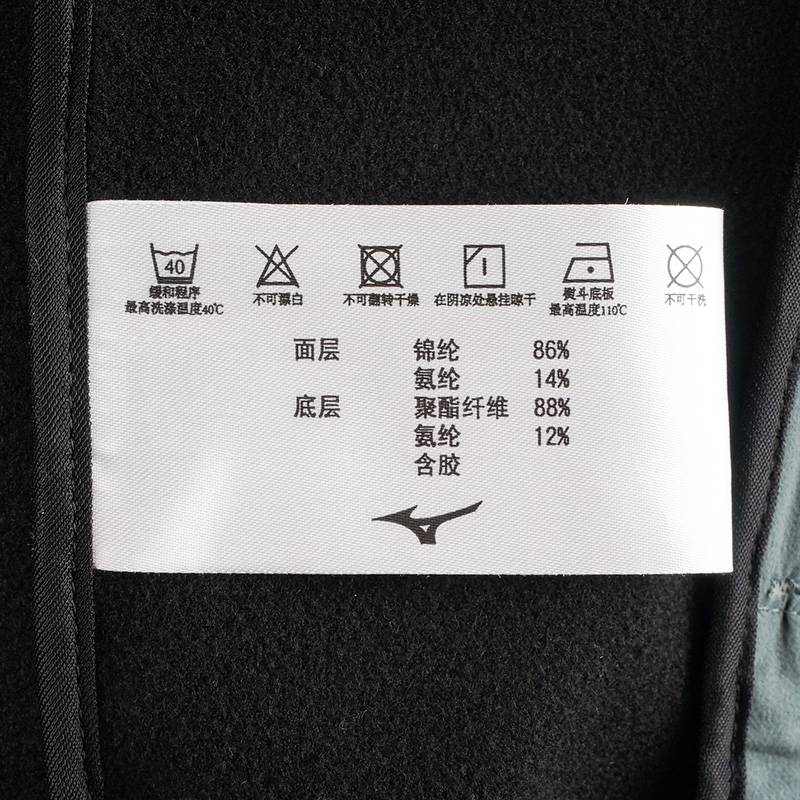 40
缓和程序
最高洗涤温度40℃
不可漂白
不可翻转干燥
在阴凉处悬挂晾干
熨斗底板
最高温度110℃
不可干洗
面层 锦纶 86%
氨纶 14%
底层 聚酯纤维 88%
氨纶 12%
含胶